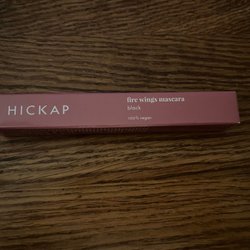 HICKAP
fire wings mascara
black
100% vegan